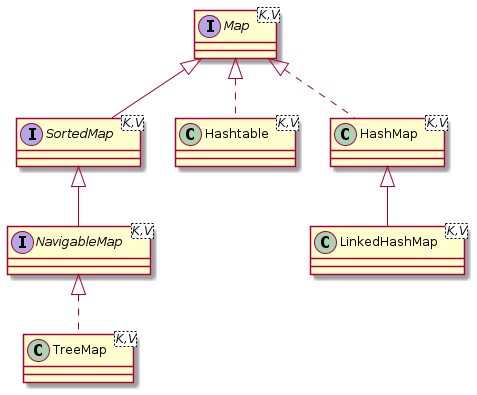 I Map K,V
I SortedMap K,V
C Hashtable K,V
C HashMap K,V
I NavigableMap K,V
C LinkedHashMap K,V
C TreeMap K,V